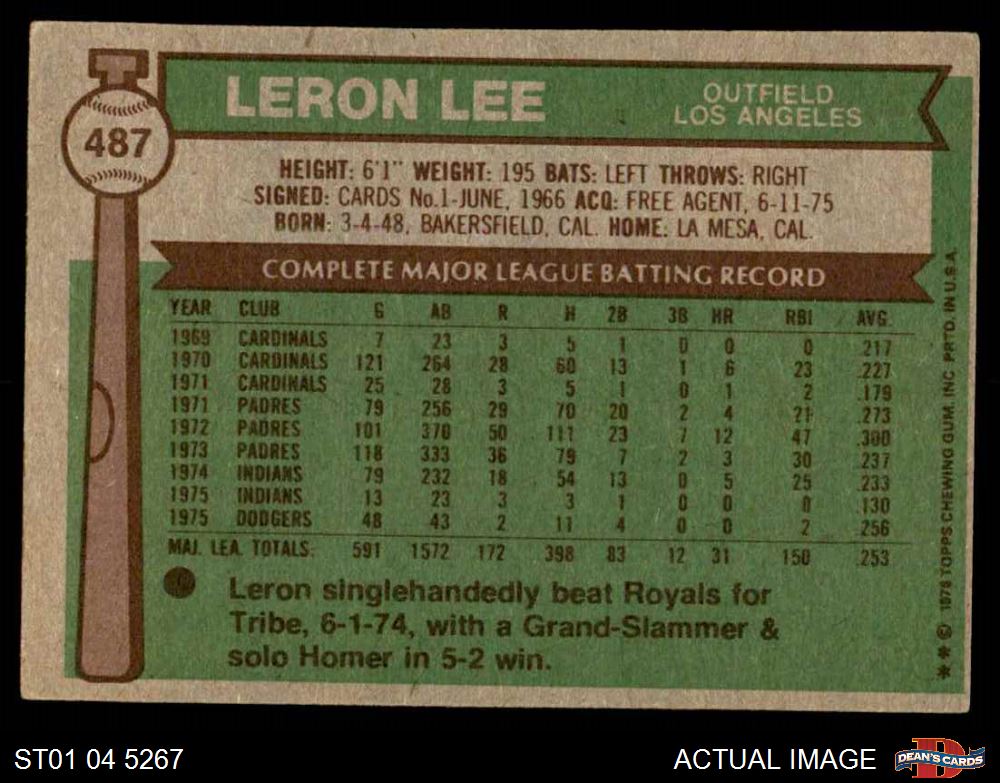 LERON LEE
OUTFIELD
LOS ANGELES
487
HEIGHT: 6'1" WEIGHT: 195 BATS: LEFT THROWS: RIGHT
SIGNED: CARDS No.1-JUNE, 1966 ACQ: FREE AGENT, 6-11-75
BORN: 3-4-48, BAKERSFIELD, CAL. HOME: LA MESA, CAL.
COMPLETE MAJOR LEAGUE BATTING RECORD
YEAR CLUB G AB R H 2B 3B HR RBI AVG.
1969 CARDINALS 7 23 3 5 1 0 0 0 .217
1970 CARDINALS 121 264 28 60 13 1 6 23 .227
1971 CARDINALS 25 28 3 5 1 0 1 2 .179
1971 PADRES 79 256 29 70 20 2 4 21 .273
1972 PADRES 101 370 50 111 23 7 12 47 .300
1973 PADRES 118 333 36 79 7 2 3 30 .237
1974 INDIANS 79 232 18 54 13 0 5 25 .233
1975 INDIANS 13 23 3 3 1 0 0 0 .130
1975 DODGERS 48 43 2 11 4 0 0 2 .256
MAJ. LEA. TOTALS: 591 1572 172 398 83 12 31 150 .253
Leron singlehandedly beat Royals for
Tribe, 6-1-74, with a Grand-Slammer &
solo Homer in 5-2 win.
** © 1976 TOPPS CHEWING GUM, INC. PRTD. IN U.S.A.
ST01 04 5267
ACTUAL IMAGE
D
DEAN'S CARDS